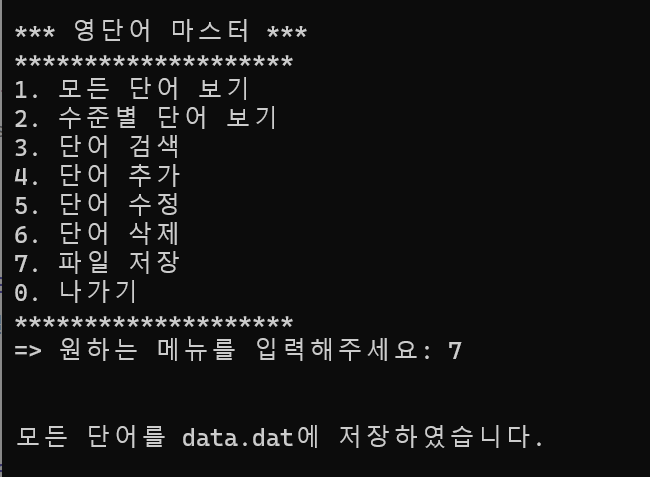 *** 영단어 마스터 ***
********************
1. 모든 단어 보기
2. 수준별 단어 보기
3. 단어 검색
4. 단어 추가
5. 단어 수정
6. 단어 삭제
7. 파일 저장
0. 나가기
********************
=> 원하는 메뉴를 입력해주세요: 7
모든 단어를 data.dat에 저장하였습니다.